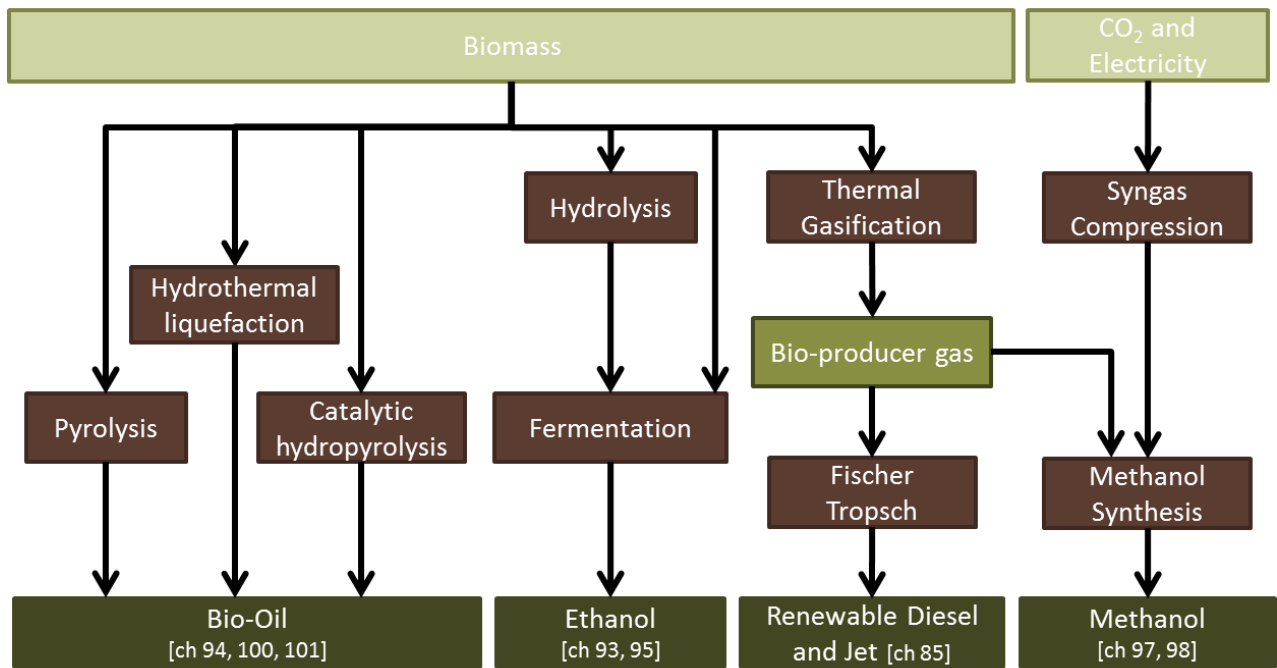 Biomass
CO₂ and
Electricity
Hydrolysis
Thermal
Gasification
Syngas
Compression
Hydrothermal
liquefaction
Bio-producer gas
Pyrolysis
Catalytic
hydropyrolysis
Fermentation
Fischer
Tropsch
Methanol
Synthesis
Bio-Oil
[ch 94, 100, 101]
Ethanol
[ch 93, 95]
Renewable Diesel
and Jet [ch 85]
Methanol
[ch 97, 98]